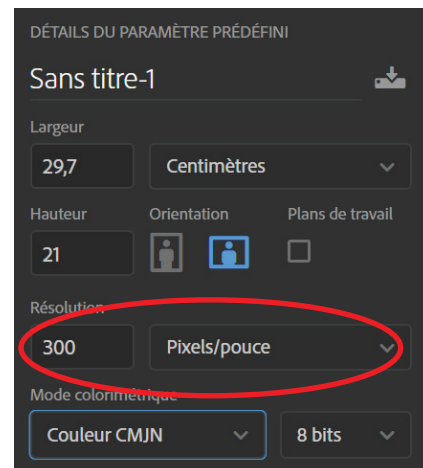 DÉTAILS DU PARAMÈTRE PRÉDÉFINI
Sans titre-1
Largeur
29,7 Centimètres
Hauteur Orientation Plans de travail
21
Résolution
300 Pixels/pouce
Mode colorimétrique
Couleur CMJN 8 bits